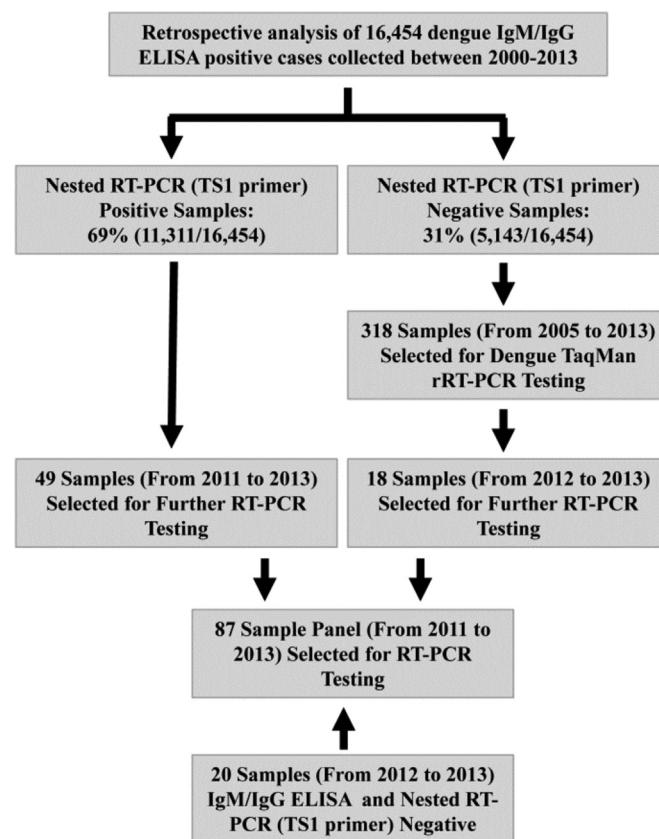 Retrospective analysis of 16,454 dengue IgM/IgG
ELISA positive cases collected between 2000-2013
Nested RT-PCR (TS1 primer)
Positive Samples:
69% (11,311/16,454)
Nested RT-PCR (TS1 primer)
Negative Samples:
31% (5,143/16,454)
318 Samples (From 2005 to 2013)
Selected for Dengue TaqMan
rRT-PCR Testing
49 Samples (From 2011 to 2013)
Selected for Further RT-PCR
Testing
18 Samples (From 2012 to 2013)
Selected for Further RT-PCR
Testing
87 Sample Panel (From 2011 to
2013) Selected for RT-PCR
Testing
20 Samples (From 2012 to 2013)
IgM/IgG ELISA and Nested RT-
PCR (TS1 primer) Negative